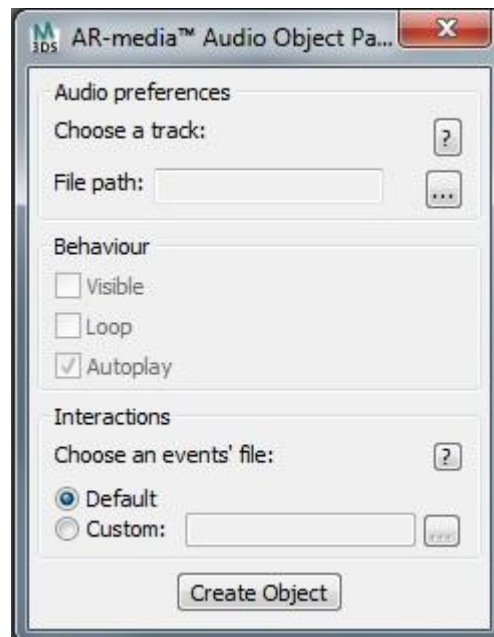 M
3DS AR-media™ Audio Object Pa...
X
Audio preferences
Choose a track: ?
File path: ...
Behaviour
Visible
Loop
Autoplay
Interactions
Choose an events' file: ?
Default
Custom: ...
Create Object